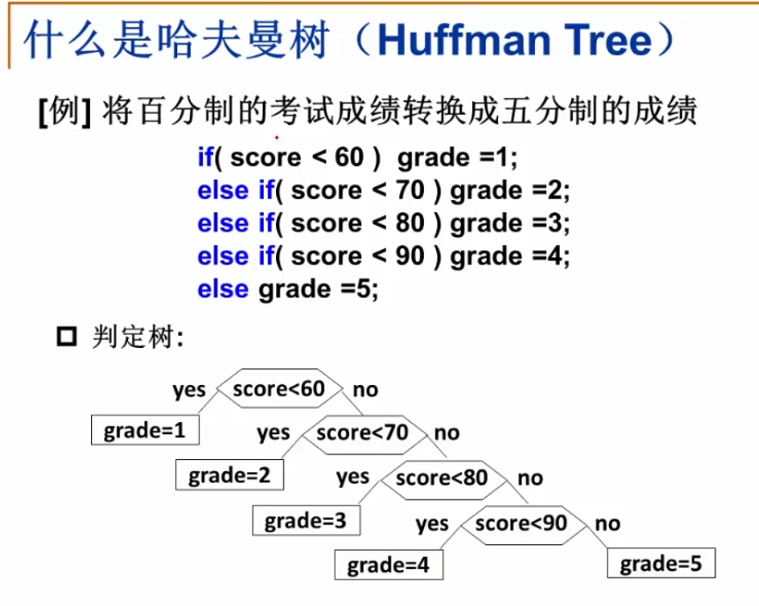 什么是哈夫曼树（Huffman Tree）
[例] 将百分制的考试成绩转换成五分制的成绩
if( score < 60 )  grade =1;
else if( score < 70 ) grade =2;
else if( score < 80 ) grade =3;
else if( score < 90 ) grade =4;
else grade =5;
判定树:
yes score<60 no
grade=1 yes score<70 no
grade=2 yes score<80 no
grade=3 yes score<90 no
grade=4 grade=5